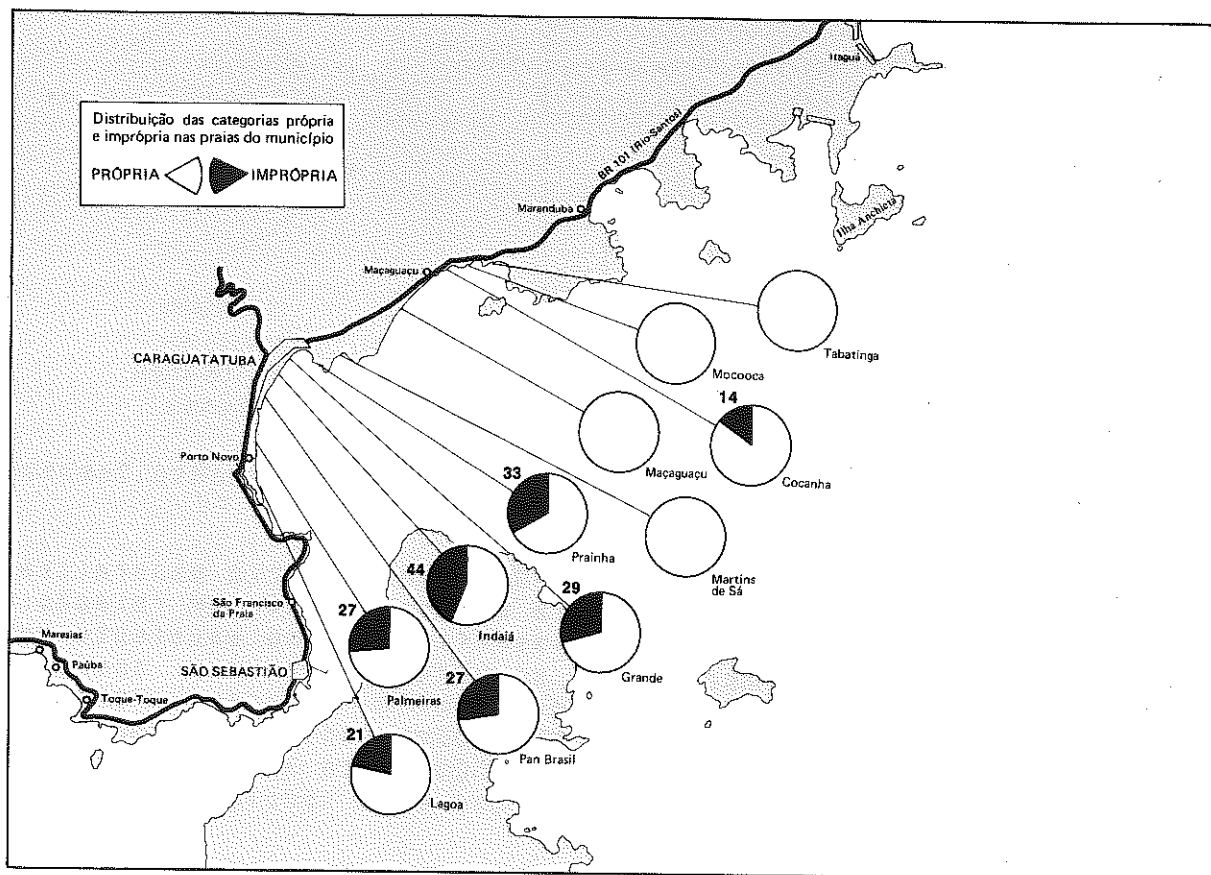 Itaguá
Distribuição das categorias própria
e imprópria nas praias do município
PRÓPRIA IMPRÓPRIA
BR 101 (Rio-Santos)
Maranduba
Ilha Anchieta
Maçaguaçu
Tabatinga
CARAGUATATUBA
Mocooca
14
Maçaguaçu
Cocanha
Porto Novo
33
Prainha
Martins
de Sá
44
Indaiá
29
Grande
São Francisco
da Praia
27
Palmeiras
Maresias
Paúba
SÃO SEBASTIÃO
Toque-Toque
27
Pan Brasil
21
Lagoa